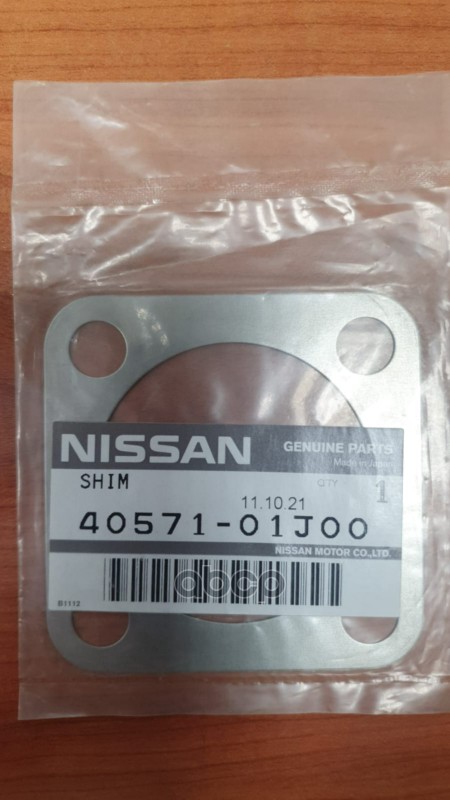 NISSAN GENUINE PARTS
Made in Japan
SHIM QTY 1
11.10.21
40571-01J00
NISSAN MOTOR CO.,LTD.
abcp
B1112